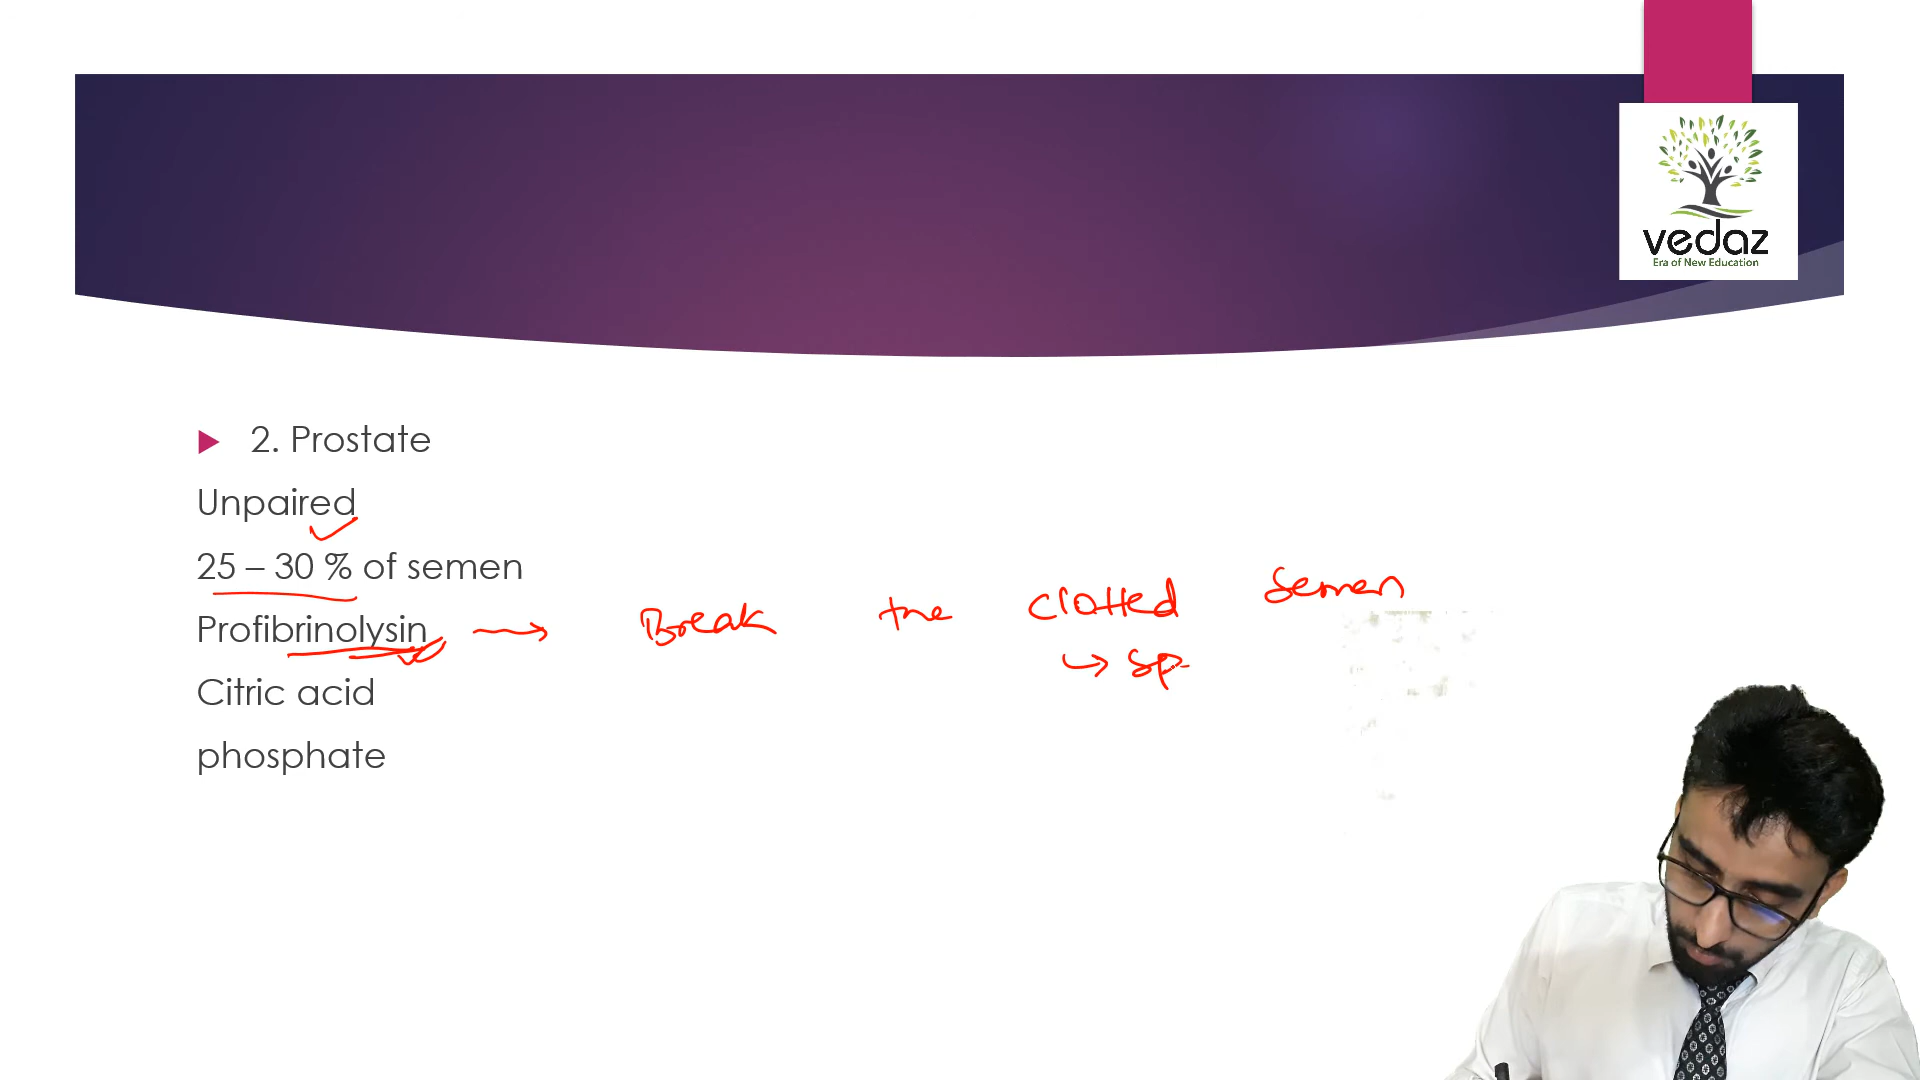 vedaz
Era of New Education
2. Prostate
Unpaired
25 – 30 % of semen
Profibrinolysin → Break the clotted semen
↳ sp
Citric acid
phosphate